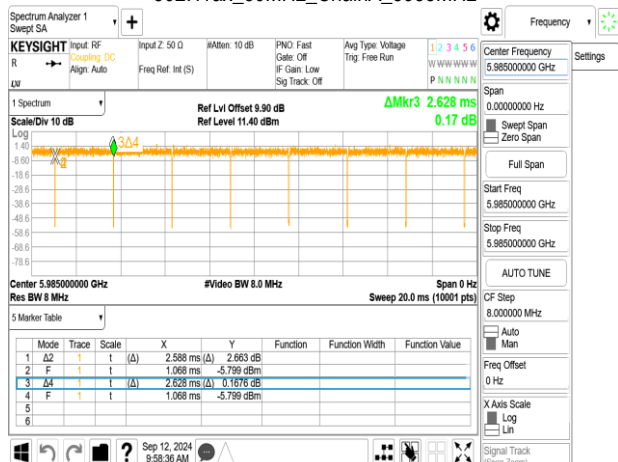 Spectrum Analyzer 1
Swept SA
Frequency
Settings
KEYSIGHT
R
LXI
Input: RF
Coupling: DC
Align: Auto
Input Z: 50 Ω
Freq Ref: Int (S)
#Atten: 10 dB
PNO: Fast
Gate: Off
IF Gain: Low
Sig Track: Off
Avg Type: Voltage
Trig: Free Run
1 2 3 4 5 6
W W W W W W
P N N N N N
Center Frequency
5.985000000 GHz
Span
0.00000000 Hz
Swept Span
Zero Span
Full Span
Start Freq
5.985000000 GHz
Stop Freq
5.985000000 GHz
AUTO TUNE
CF Step
8.000000 MHz
Auto
Man
Freq Offset
0 Hz
X Axis Scale
Log
Lin
Signal Track
1 Spectrum
Scale/Div 10 dB
Log
Ref Lvl Offset 9.90 dB
Ref Level 11.40 dBm
ΔMkr3 2.628 ms
0.17 dB
3Δ4
1.40
-8.60
-18.6
-28.6
-38.6
-48.6
-58.6
-68.6
-78.6
Center 5.985000000 GHz
Res BW 8 MHz
#Video BW 8.0 MHz
Span 0 Hz
Sweep 20.0 ms (10001 pts)
5 Marker Table
Mode Trace Scale X Y Function Function Width Function Value
1 Δ2 1 t (Δ) 2.588 ms (Δ) 2.663 dB
2 F 1 t 1.068 ms -5.799 dBm
3 Δ4 1 t (Δ) 2.628 ms (Δ) 0.1676 dB
4 F 1 t 1.068 ms -5.799 dBm
5
6
?
Sep 12, 2024
9:58:36 AM